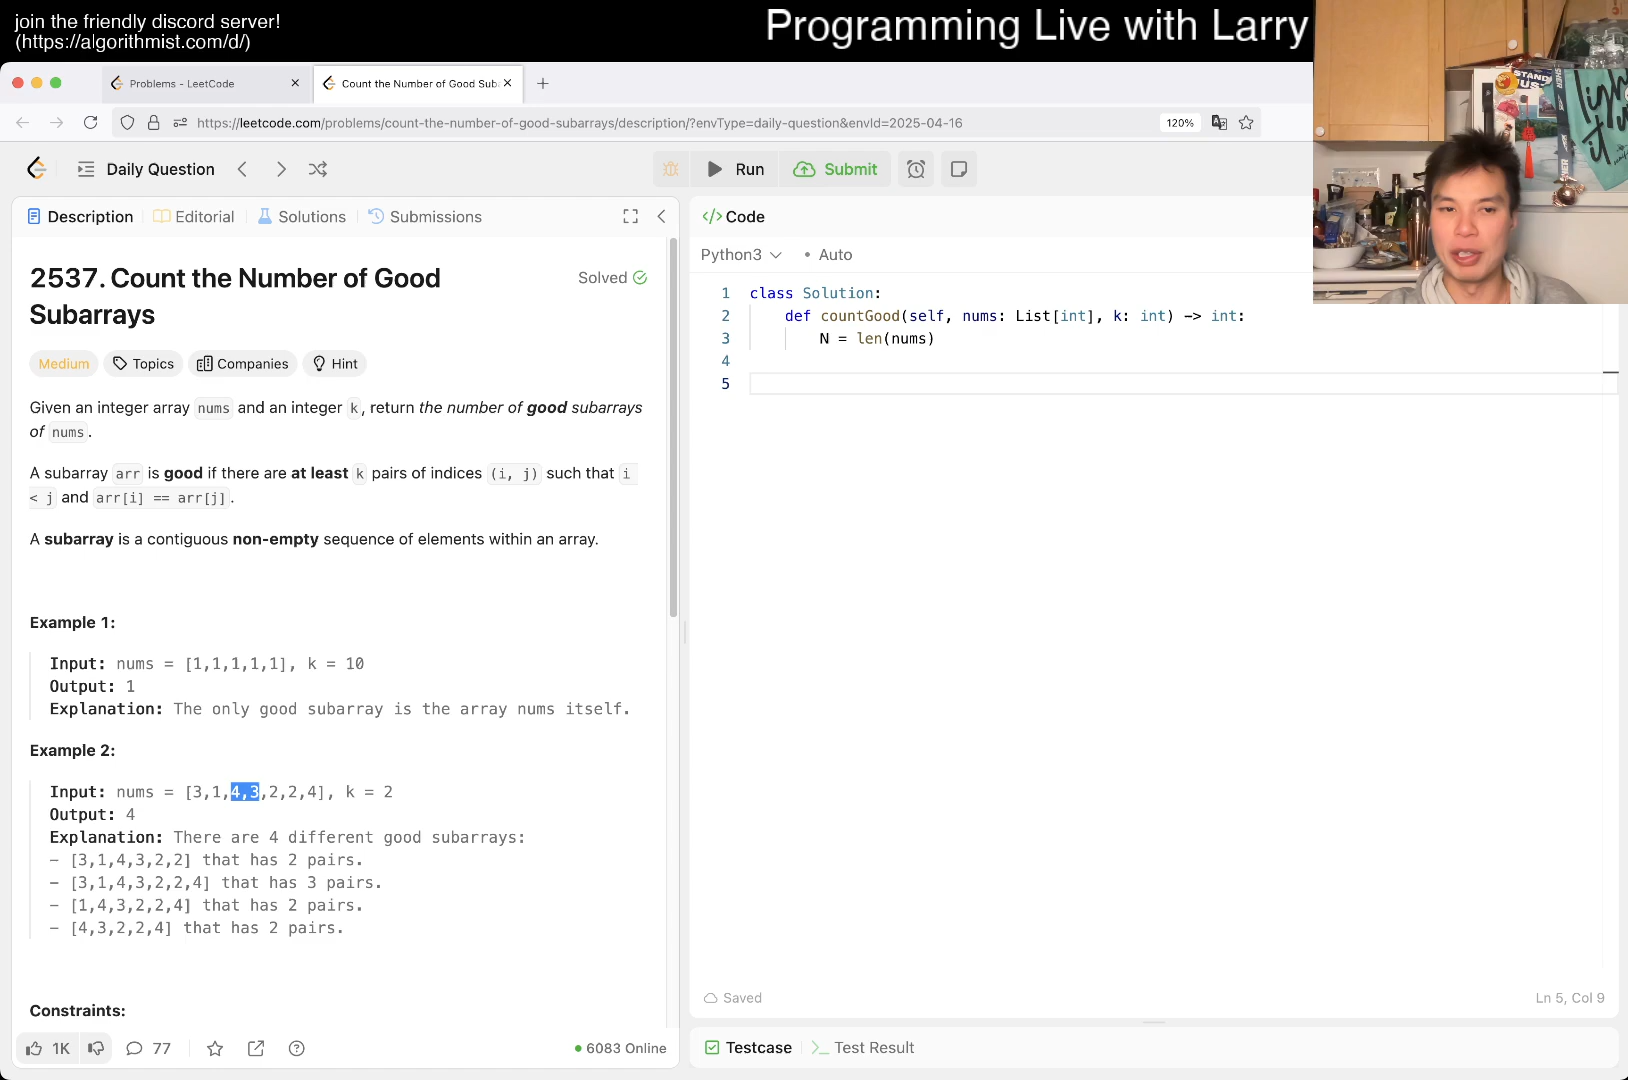 join the friendly discord server!
(https://algorithmist.com/d/)
Programming Live with Larry
Problems - LeetCode
Count the Number of Good Sub
https://leetcode.com/problems/count-the-number-of-good-subarrays/description/?envType=daily-question&envId=2025-04-16
120%
Daily Question
Run
Submit
Description
Editorial
Solutions
Submissions
</> Code
Python3
Auto
2537. Count the Number of Good
Subarrays
Solved
Medium
Topics
Companies
Hint
Given an integer array nums and an integer k, return the number of good subarrays
of nums.
A subarray arr is good if there are at least k pairs of indices (i, j) such that i
< j and arr[i] == arr[j].
A subarray is a contiguous non-empty sequence of elements within an array.
Example 1:
Input: nums = [1,1,1,1,1], k = 10
Output: 1
Explanation: The only good subarray is the array nums itself.
Example 2:
Input: nums = [3,1,4,3,2,2,4], k = 2
Output: 4
Explanation: There are 4 different good subarrays:
- [3,1,4,3,2,2] that has 2 pairs.
- [3,1,4,3,2,2,4] that has 3 pairs.
- [1,4,3,2,2,4] that has 2 pairs.
- [4,3,2,2,4] that has 2 pairs.
Constraints:
1K
77
6083 Online
1 class Solution:
2 def countGood(self, nums: List[int], k: int) -> int:
3 N = len(nums)
4
5
Saved
Ln 5, Col 9
Testcase
Test Result
STAND